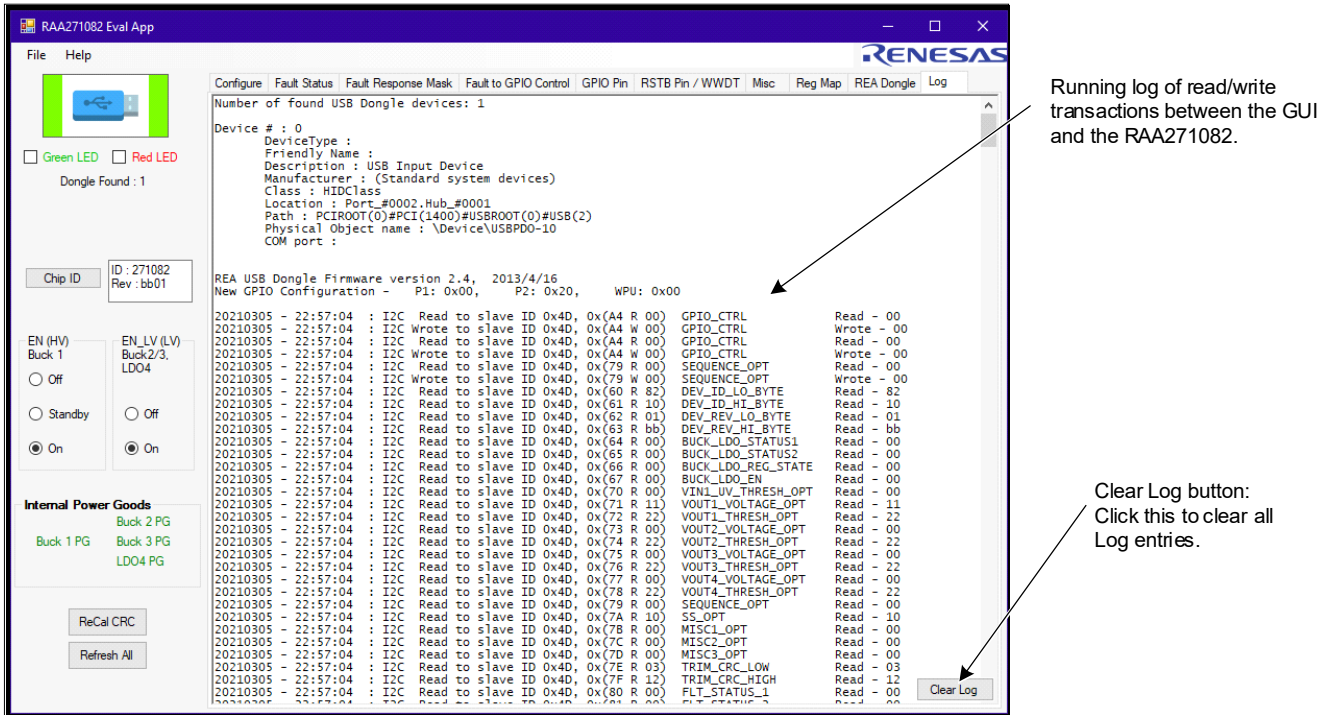 RAA271082 Eval App
File Help
RENESAS
Configure Fault Status Fault Response Mask Fault to GPIO Control GPIO Pin RSTB Pin / WWDT Misc Reg Map REA Dongle Log
Green LED Red LED
Dongle Found : 1
Chip ID
ID : 271082
Rev : bb01
EN (HV)
Buck 1
Off
Standby
On
EN_LV (LV)
Buck2/3,
LDO4
Off
On
Internal Power Goods
Buck 2 PG
Buck 1 PG Buck 3 PG
LDO4 PG
ReCal CRC
Refresh All
Number of found USB Dongle devices: 1
Device # : 0
DeviceType :
Friendly Name :
Description : USB Input Device
Manufacturer : (Standard system devices)
Class : HIDClass
Location : Port_#0002.Hub_#0001
Path : PCIROOT(0)#PCI(1400)#USBROOT(0)#USB(2)
Physical Object name : \Device\USBPDO-10
COM port :
REA USB Dongle Firmware version 2.4, 2013/4/16
New GPIO Configuration - P1: 0x00, P2: 0x20, WPU: 0x00
20210305 - 22:57:04 : I2C Read to slave ID 0x4D, 0x(A4 R 00) GPIO_CTRL Read - 00
20210305 - 22:57:04 : I2C Wrote to slave ID 0x4D, 0x(A4 W 00) GPIO_CTRL Wrote - 00
20210305 - 22:57:04 : I2C Read to slave ID 0x4D, 0x(A4 R 00) GPIO_CTRL Read - 00
20210305 - 22:57:04 : I2C Wrote to slave ID 0x4D, 0x(A4 W 00) GPIO_CTRL Wrote - 00
20210305 - 22:57:04 : I2C Read to slave ID 0x4D, 0x(79 R 00) SEQUENCE_OPT Read - 00
20210305 - 22:57:04 : I2C Wrote to slave ID 0x4D, 0x(79 W 00) SEQUENCE_OPT Wrote - 00
20210305 - 22:57:04 : I2C Read to slave ID 0x4D, 0x(60 R 82) DEV_ID_LO_BYTE Read - 82
20210305 - 22:57:04 : I2C Read to slave ID 0x4D, 0x(61 R 10) DEV_ID_HI_BYTE Read - 10
20210305 - 22:57:04 : I2C Read to slave ID 0x4D, 0x(62 R 01) DEV_REV_LO_BYTE Read - 01
20210305 - 22:57:04 : I2C Read to slave ID 0x4D, 0x(63 R bb) DEV_REV_HI_BYTE Read - bb
20210305 - 22:57:04 : I2C Read to slave ID 0x4D, 0x(64 R 00) BUCK_LDO_STATUS1 Read - 00
20210305 - 22:57:04 : I2C Read to slave ID 0x4D, 0x(65 R 00) BUCK_LDO_STATUS2 Read - 00
20210305 - 22:57:04 : I2C Read to slave ID 0x4D, 0x(66 R 00) BUCK_LDO_REG_STATE Read - 00
20210305 - 22:57:04 : I2C Read to slave ID 0x4D, 0x(67 R 00) BUCK_LDO_EN Read - 00
20210305 - 22:57:04 : I2C Read to slave ID 0x4D, 0x(70 R 00) VIN1_UV_THRESH_OPT Read - 00
20210305 - 22:57:04 : I2C Read to slave ID 0x4D, 0x(71 R 11) VOUT1_VOLTAGE_OPT Read - 11
20210305 - 22:57:04 : I2C Read to slave ID 0x4D, 0x(72 R 22) VOUT1_THRESH_OPT Read - 22
20210305 - 22:57:04 : I2C Read to slave ID 0x4D, 0x(73 R 00) VOUT2_VOLTAGE_OPT Read - 00
20210305 - 22:57:04 : I2C Read to slave ID 0x4D, 0x(74 R 22) VOUT2_THRESH_OPT Read - 22
20210305 - 22:57:04 : I2C Read to slave ID 0x4D, 0x(75 R 00) VOUT3_VOLTAGE_OPT Read - 00
20210305 - 22:57:04 : I2C Read to slave ID 0x4D, 0x(76 R 22) VOUT3_THRESH_OPT Read - 22
20210305 - 22:57:04 : I2C Read to slave ID 0x4D, 0x(77 R 00) VOUT4_VOLTAGE_OPT Read - 00
20210305 - 22:57:04 : I2C Read to slave ID 0x4D, 0x(78 R 22) VOUT4_THRESH_OPT Read - 22
20210305 - 22:57:04 : I2C Read to slave ID 0x4D, 0x(79 R 00) SEQUENCE_OPT Read - 00
20210305 - 22:57:04 : I2C Read to slave ID 0x4D, 0x(7A R 10) SS_OPT Read - 10
20210305 - 22:57:04 : I2C Read to slave ID 0x4D, 0x(7B R 00) MISC1_OPT Read - 00
20210305 - 22:57:04 : I2C Read to slave ID 0x4D, 0x(7C R 00) MISC2_OPT Read - 00
20210305 - 22:57:04 : I2C Read to slave ID 0x4D, 0x(7D R 00) MISC3_OPT Read - 00
20210305 - 22:57:04 : I2C Read to slave ID 0x4D, 0x(7E R 03) TRIM_CRC_LOW Read - 03
20210305 - 22:57:04 : I2C Read to slave ID 0x4D, 0x(7F R 12) TRIM_CRC_HIGH Read - 12
20210305 - 22:57:04 : I2C Read to slave ID 0x4D, 0x(80 R 00) FLT_STATUS_1 Read - 00
Clear Log
Running log of read/write
transactions between the GUI
and the RAA271082.
Clear Log button:
Click this to clear all
Log entries.